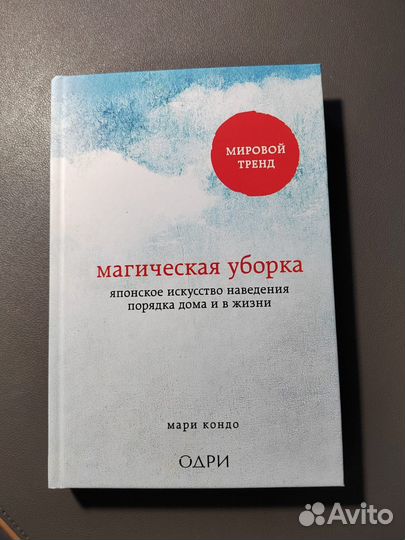 МИРОВОЙ
ТРЕНД
магическая уборка
японское искусство наведения
порядка дома и в жизни
мари кондо
ОДРИ
Avito